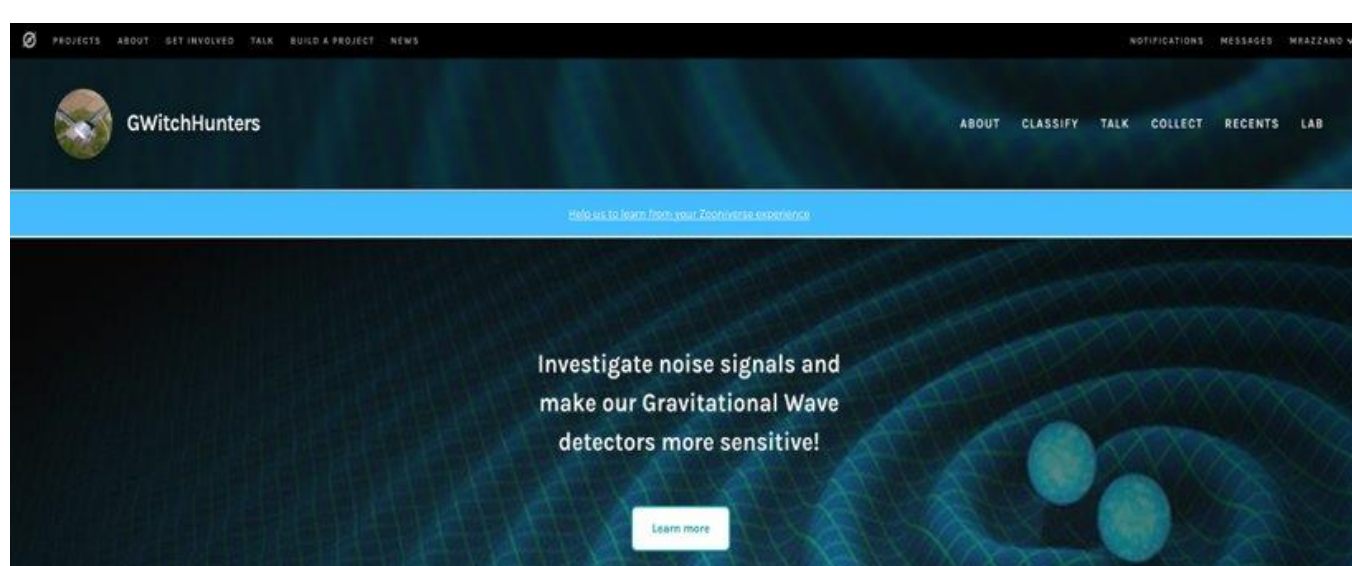 PROJECTS ABOUT GET INVOLVED TALK BUILD A PROJECT NEWS NOTIFICATIONS MESSAGES MRAZZANO
GWitchHunters ABOUT CLASSIFY TALK COLLECT RECENTS LAB
Help us to learn from your Zooniverse experience
Investigate noise signals and
make our Gravitational Wave
detectors more sensitive!
Learn more